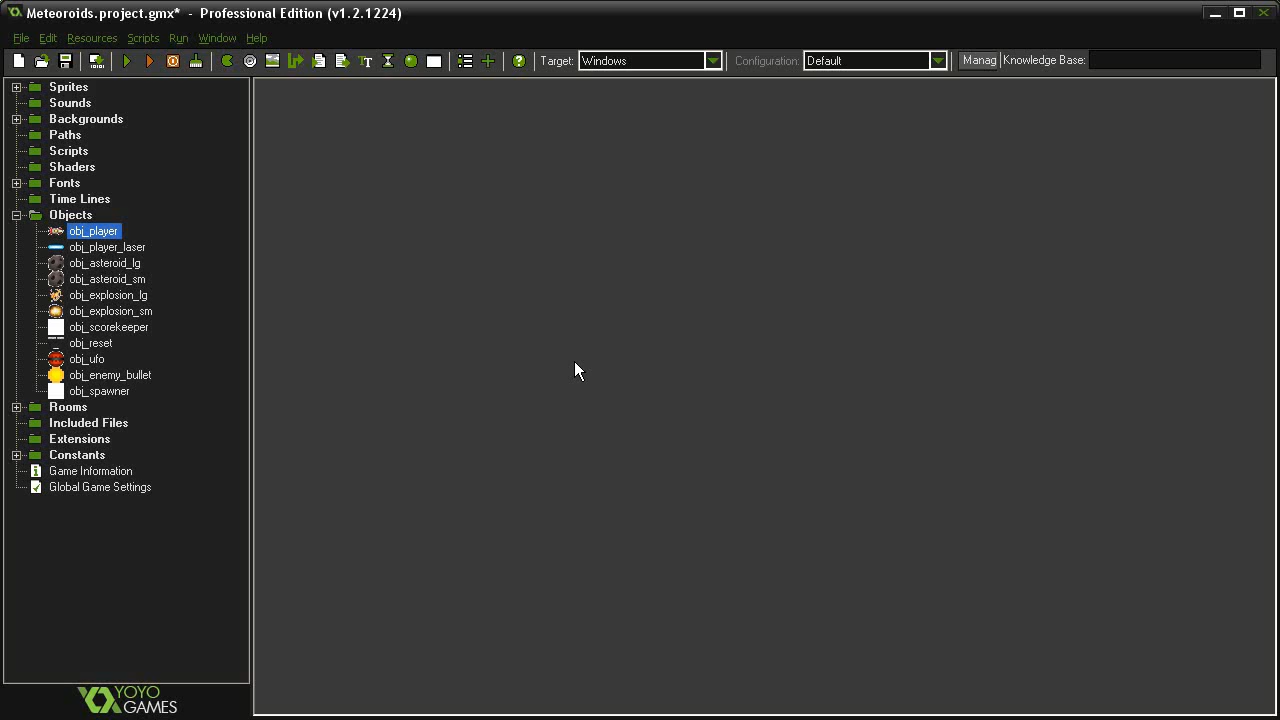 Meteoroids.project.gmx* - Professional Edition (v1.2.1224)
File Edit Resources Scripts Run Window Help
Target: Windows Configuration: Default Manag Knowledge Base:
Sprites
Sounds
Backgrounds
Paths
Scripts
Shaders
Fonts
Time Lines
Objects
obj_player
obj_player_laser
obj_asteroid_lg
obj_asteroid_sm
obj_explosion_lg
obj_explosion_sm
obj_scorekeeper
obj_reset
obj_ufo
obj_enemy_bullet
obj_spawner
Rooms
Included Files
Extensions
Constants
Game Information
Global Game Settings
YOYO
GAMES